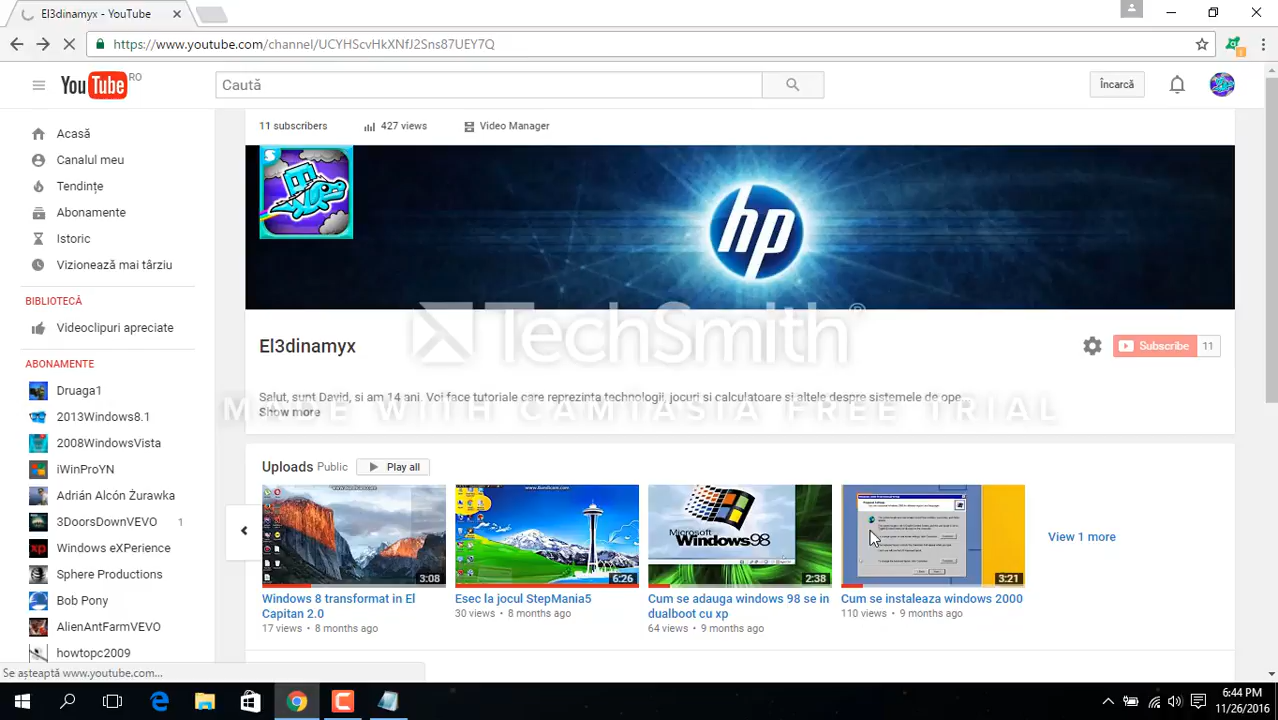 El3dinamyx - YouTube
https://www.youtube.com/channel/UCYHScvHkXNfJ2Sns87UEY7Q
YouTube RO
Caută
Încarcă
Acasă
Canalul meu
Tendințe
Abonamente
Istoric
Vizionează mai târziu
BIBLIOTECĂ
Videoclipuri apreciate
ABONAMENTE
Druaga1
2013Windows8.1
2008WindowsVista
iWinProYN
Adrián Alcón Żurawka
3DoorsDownVEVO 1
Windows eXPerience
Sphere Productions
Bob Pony
AlienAntFarmVEVO
howtopc2009
Se așteaptă www.youtube.com...
11 subscribers 427 views Video Manager
hp
TechSmith®
MADE WITH CAMTASIA FREE TRIAL
El3dinamyx
Subscribe 11
Salut, sunt David, si am 14 ani. Voi face tutoriale care reprezinta technologii, jocuri si calculatoare si altele despre sistemele de ope...
Show more
Uploads Public Play all
3:08
Windows 8 transformat in El
Capitan 2.0
17 views • 8 months ago
6:26
Esec la jocul StepMania5
30 views • 8 months ago
Microsoft
Windows98
2:38
Cum se adauga windows 98 se in
dualboot cu xp
64 views • 9 months ago
3:21
Cum se instaleaza windows 2000
110 views • 9 months ago
View 1 more
6:44 PM
11/26/2016